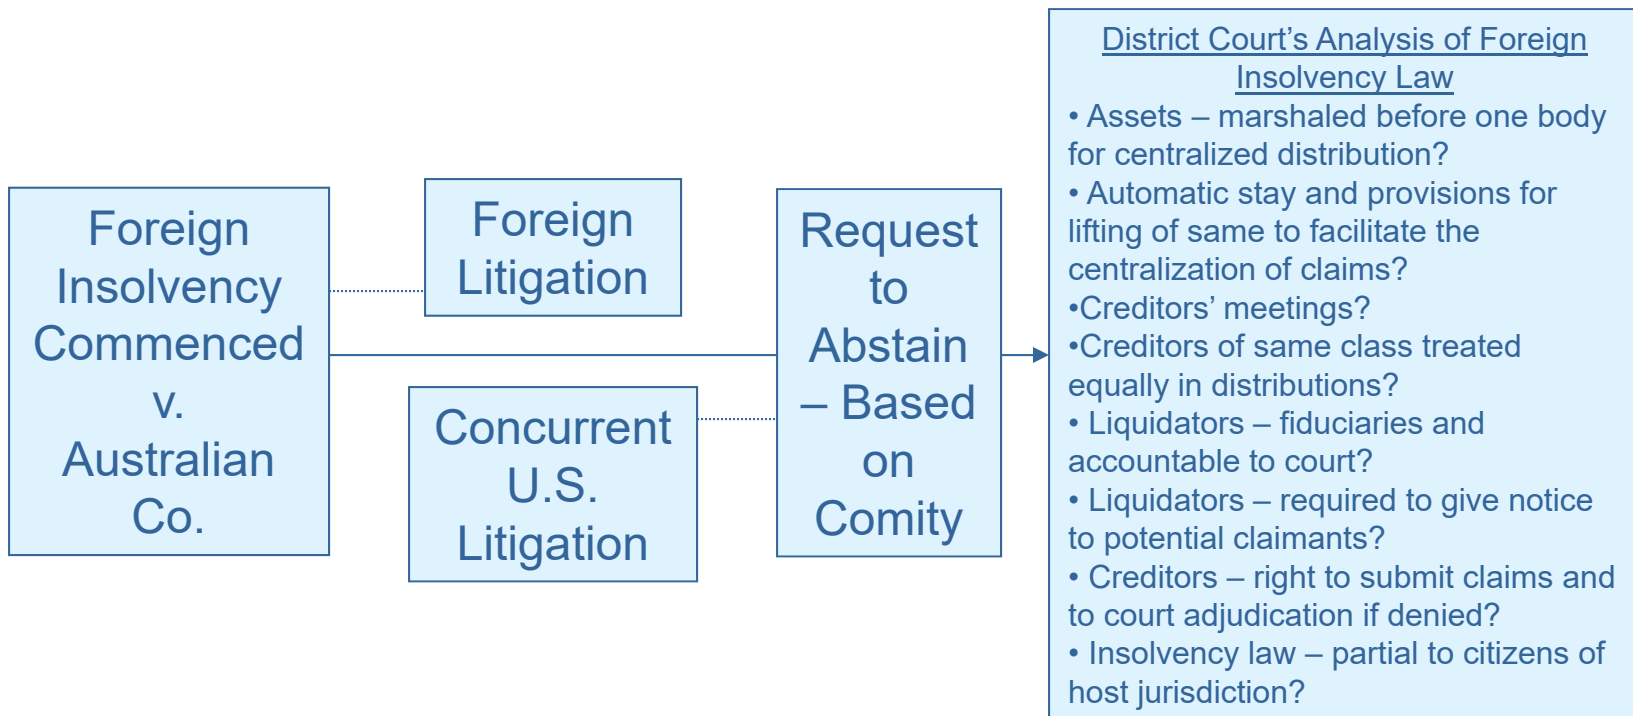 Foreign
Insolvency
Commenced
v.
Australian
Co.
Foreign
Litigation
Concurrent
U.S.
Litigation
Request
to
Abstain
– Based
on
Comity
District Court's Analysis of Foreign
Insolvency Law
• Assets – marshaled before one body
for centralized distribution?
• Automatic stay and provisions for
lifting of same to facilitate the
centralization of claims?
•Creditors' meetings?
•Creditors of same class treated
equally in distributions?
• Liquidators – fiduciaries and
accountable to court?
• Liquidators – required to give notice
to potential claimants?
• Creditors – right to submit claims and
to court adjudication if denied?
• Insolvency law – partial to citizens of
host jurisdiction?